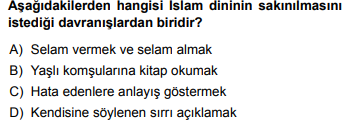 Aşağıdakilerden hangisi İslam dininin sakınılmasını
istediği davranışlardan biridir?
A) Selam vermek ve selam almak
B) Yaşlı komşularına kitap okumak
C) Hata edenlere anlayış göstermek
D) Kendisine söylenen sırrı açıklamak